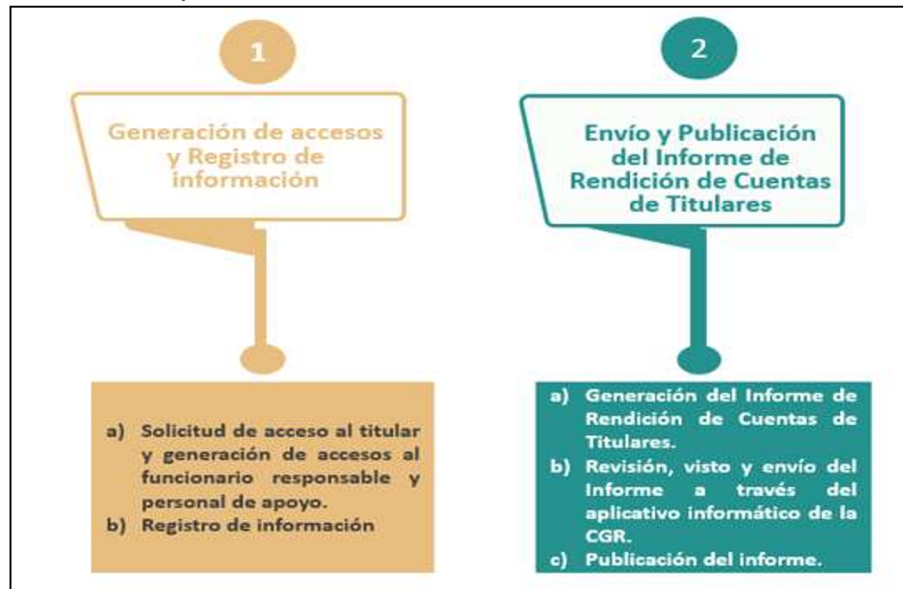 1
Generación de accesos
y Registro de
información
a) Solicitud de acceso al titular
y generación de accesos al
funcionario responsable y
personal de apoyo.
b) Registro de información
2
Envío y Publicación
del Informe de
Rendición de Cuentas
de Titulares
a) Generación del Informe de
Rendición de Cuentas de
Titulares.
b) Revisión, visto y envío del
Informe a través del
aplicativo informático de la
CGR.
c) Publicación del informe.